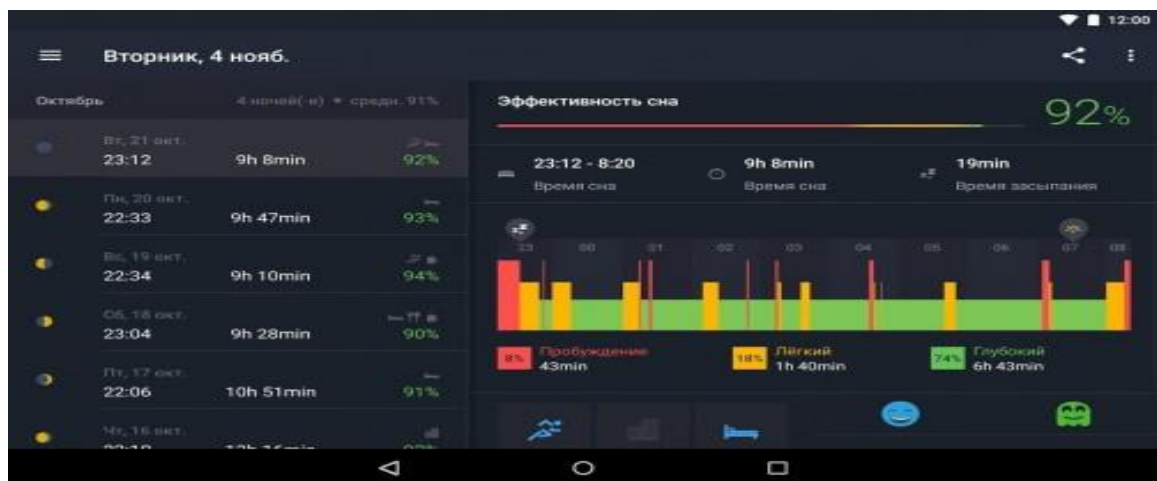 12:00
Вторник, 4 нояб.
Октябрь
4 ночей(-и) • средн. 91%
Вт, 21 окт.
23:12 9h 8min 92%
Пн, 20 окт.
22:33 9h 47min 93%
Вс, 19 окт.
22:34 9h 10min 94%
Сб, 18 окт.
23:04 9h 28min 90%
Пт, 17 окт.
22:06 10h 51min 91%
Чт, 16 окт.
Эффективность сна
92%
23:12 - 8:20
Время сна
9h 8min
Время сна
19min
Время засыпания
23 00 01 02 03 04 05 06 07 08
8% Пробуждение
43min
18% Лёгкий
1h 40min
74% Глубокий
6h 43min